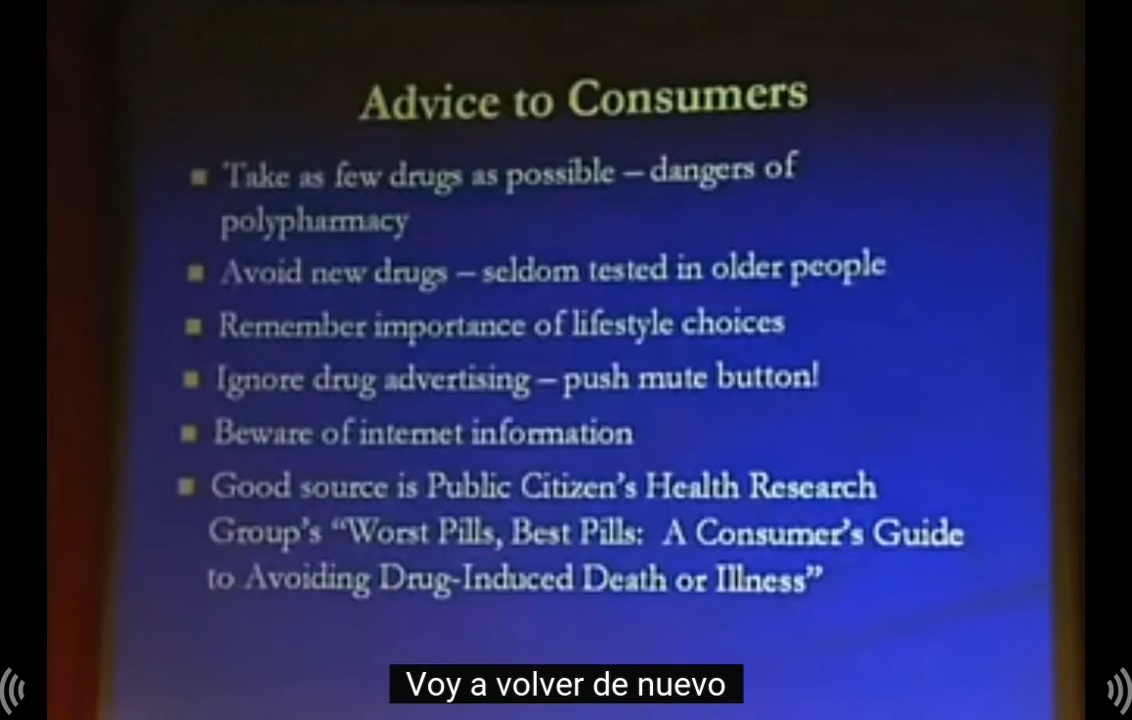 Advice to Consumers
Take as few drugs as possible – dangers of
polypharmacy
Avoid new drugs – seldom tested in older people
Remember importance of lifestyle choices
Ignore drug advertising – push mute button!
Beware of internet information
Good source is Public Citizen's Health Research
Group's “Worst Pills, Best Pills: A Consumer's Guide
to Avoiding Drug-Induced Death or Illness”
Voy a volver de nuevo